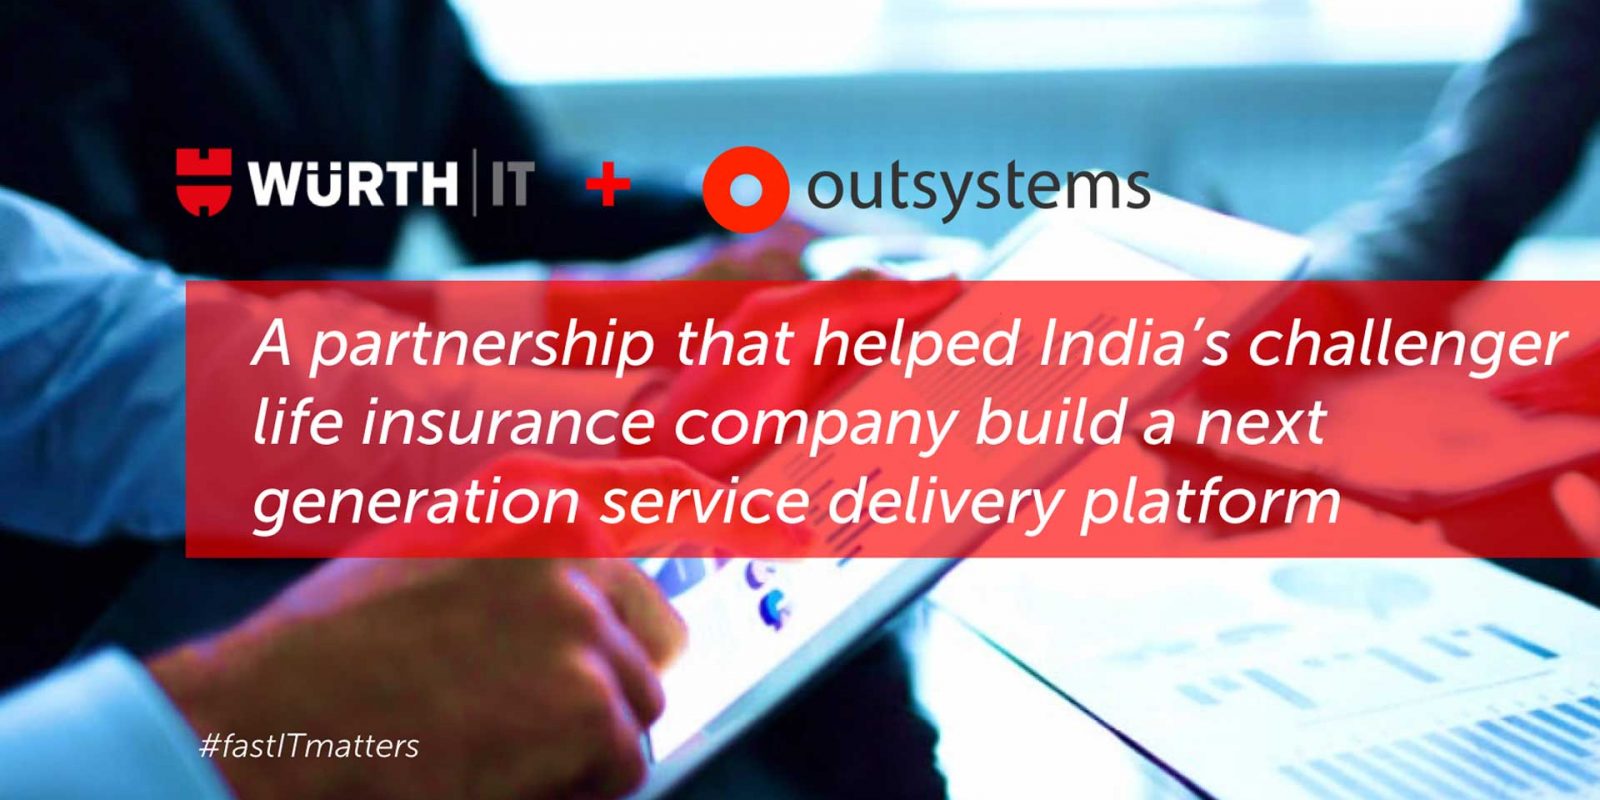 WÜRTH | IT + outsystems
A partnership that helped India's challenger
life insurance company build a next
generation service delivery platform
#fastITmatters